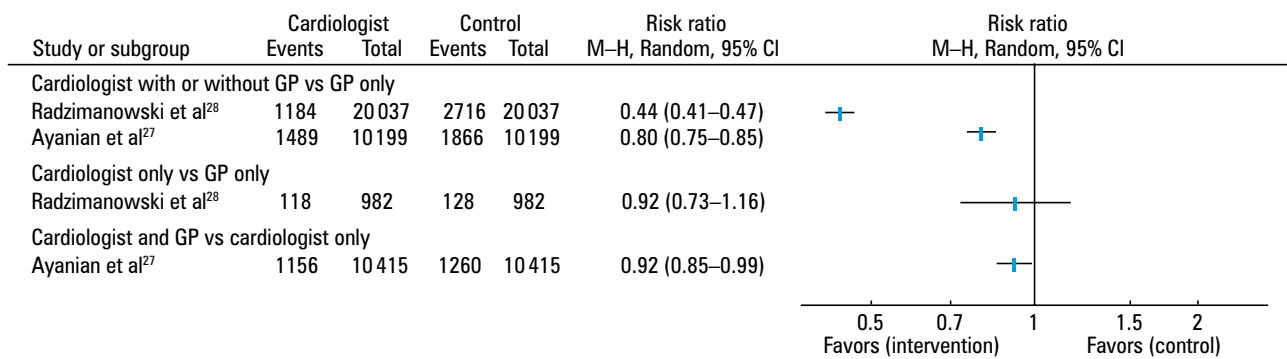 Cardiologist Control Risk ratio Risk ratio
Study or subgroup Events Total Events Total M–H, Random, 95% CI M–H, Random, 95% CI
Cardiologist with or without GP vs GP only
Radzimanowski et al²⁸ 1184 20 037 2716 20 037 0.44 (0.41–0.47)
Ayanian et al²⁷ 1489 10 199 1866 10 199 0.80 (0.75–0.85)
Cardiologist only vs GP only
Radzimanowski et al²⁸ 118 982 128 982 0.92 (0.73–1.16)
Cardiologist and GP vs cardiologist only
Ayanian et al²⁷ 1156 10 415 1260 10 415 0.92 (0.85–0.99)
0.5 0.7 1 1.5 2
Favors (intervention) Favors (control)